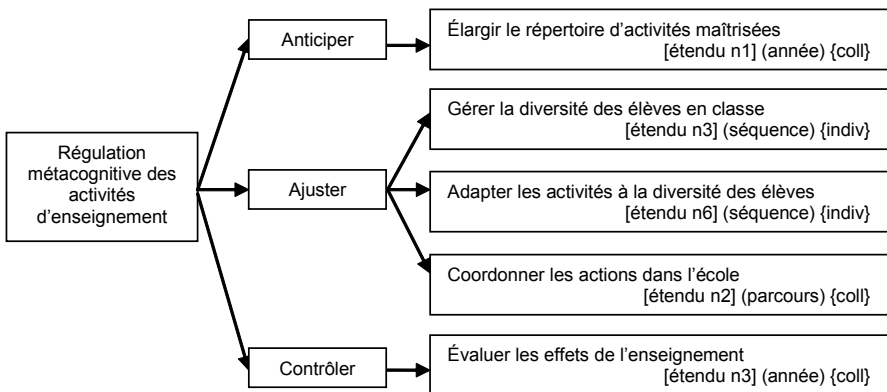 Régulation
métacognitive des
activités
d’enseignement
Anticiper
Élargir le répertoire d’activités maîtrisées
[étendu n1] (année) {coll}
Ajuster
Gérer la diversité des élèves en classe
[étendu n3] (séquence) {indiv}
Adapter les activités à la diversité des élèves
[étendu n6] (séquence) {indiv}
Coordonner les actions dans l’école
[étendu n2] (parcours) {coll}
Contrôler
Évaluer les effets de l’enseignement
[étendu n3] (année) {coll}